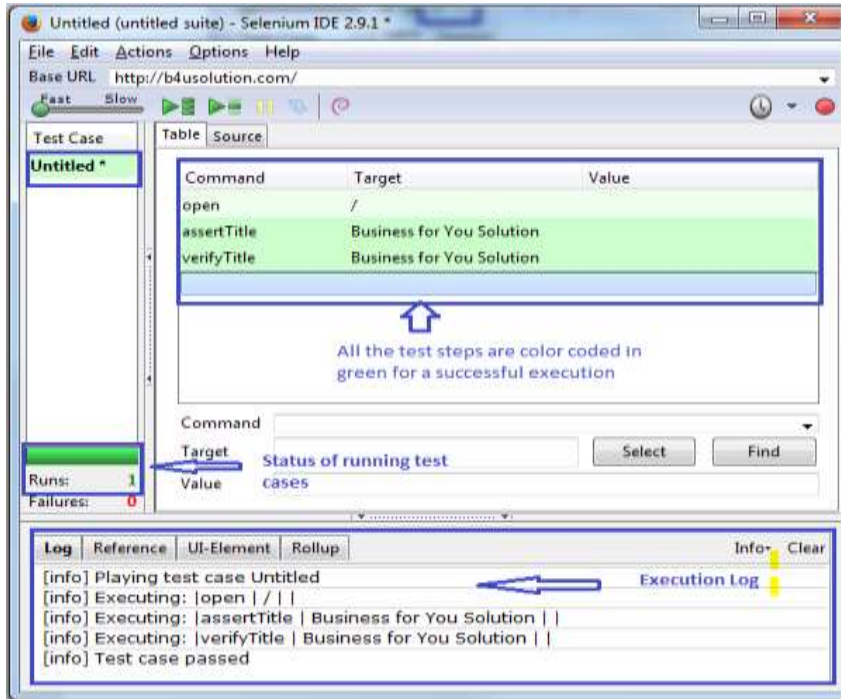 Untitled (untitled suite) - Selenium IDE 2.9.1 *
File Edit Actions Options Help
Base URL http://b4usolution.com/
Fast Slow
Test Case
Table Source
Untitled *
Command Target Value
open /
assertTitle Business for You Solution
verifyTitle Business for You Solution
All the test steps are color coded in
green for a successful execution
Command
Target
Select Find
Status of running test
cases
Value
Runs: 1
Failures: 0
Log Reference UI-Element Rollup Info Clear
[info] Playing test case Untitled
Execution Log
[info] Executing: |open | / | |
[info] Executing: |assertTitle | Business for You Solution | |
[info] Executing: |verifyTitle | Business for You Solution | |
[info] Test case passed